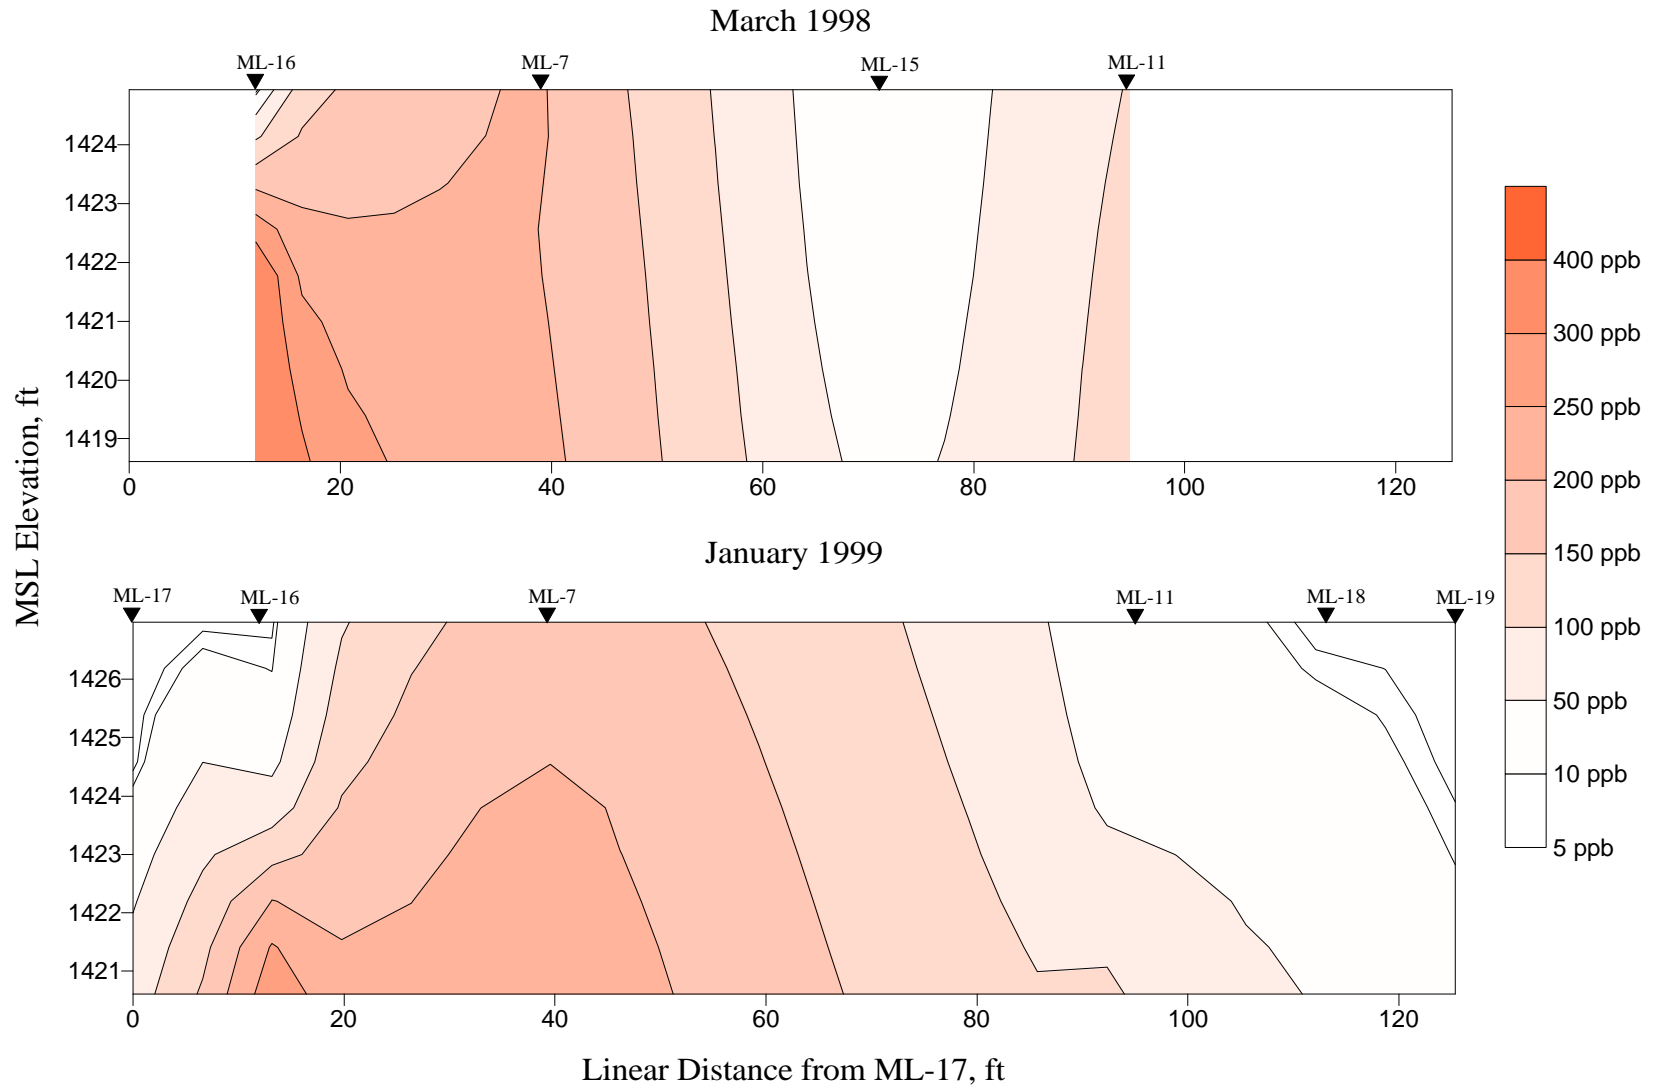 March 1998
ML-16 ML-7 ML-15 ML-11
1424
1423
1422
1421
1420
1419
0 20 40 60 80 100 120
MSL Elevation, ft
January 1999
ML-17 ML-16 ML-7 ML-11 ML-18 ML-19
1426
1425
1424
1423
1422
1421
0 20 40 60 80 100 120
Linear Distance from ML-17, ft
400 ppb
300 ppb
250 ppb
200 ppb
150 ppb
100 ppb
50 ppb
10 ppb
5 ppb